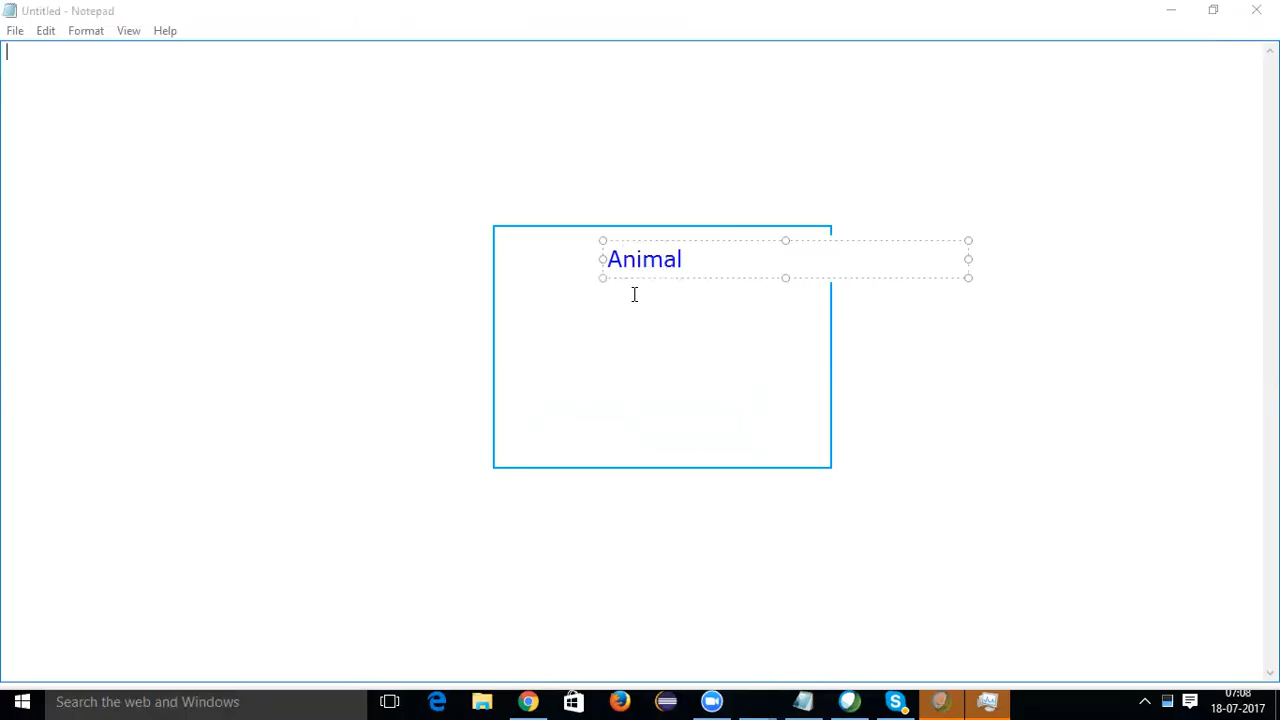 Untitled - Notepad
File Edit Format View Help
Animal
Search the web and Windows
07:08
18-07-2017